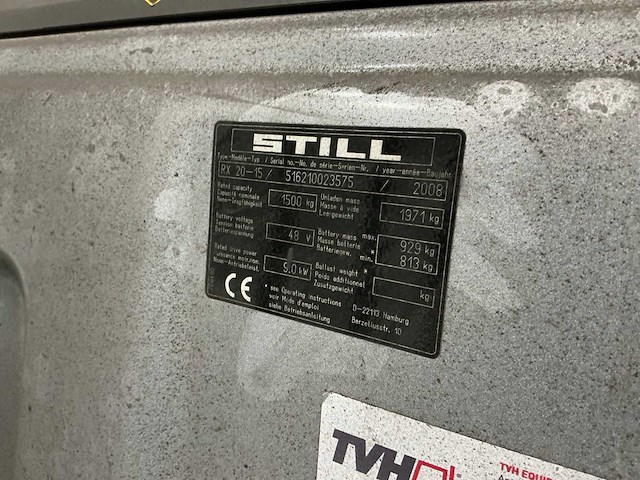 STILL
Type-Modèle-Typ / Serial no.-No. de série-Serien-Nr. / year-année-Baujahr
RX 20-15 / 516210023575 / 2008
Rated capacity
Capacité nominale
Nenn-Tragfähigkeit
1500 kg
Unladen mass
Masse à vide
Leergewicht
1971 kg
Battery voltage
Tension batterie
Batteriespannung
48 V
Battery mass max.
Masse batterie *
Batteriegew. min.
929 kg
813 kg
Rated drive power
Puissance motr.nom.
Nenn-Antriebsleist.
9.0 kW
Ballast weight *
Poids additionnel
Zusatzgewicht
kg
CE
* see Operating instructions
voir Mode d'emploi
siehe Betriebsanleitung
D-22113 Hamburg
Berzeliusstr. 10
TVH
TVH EQUIP